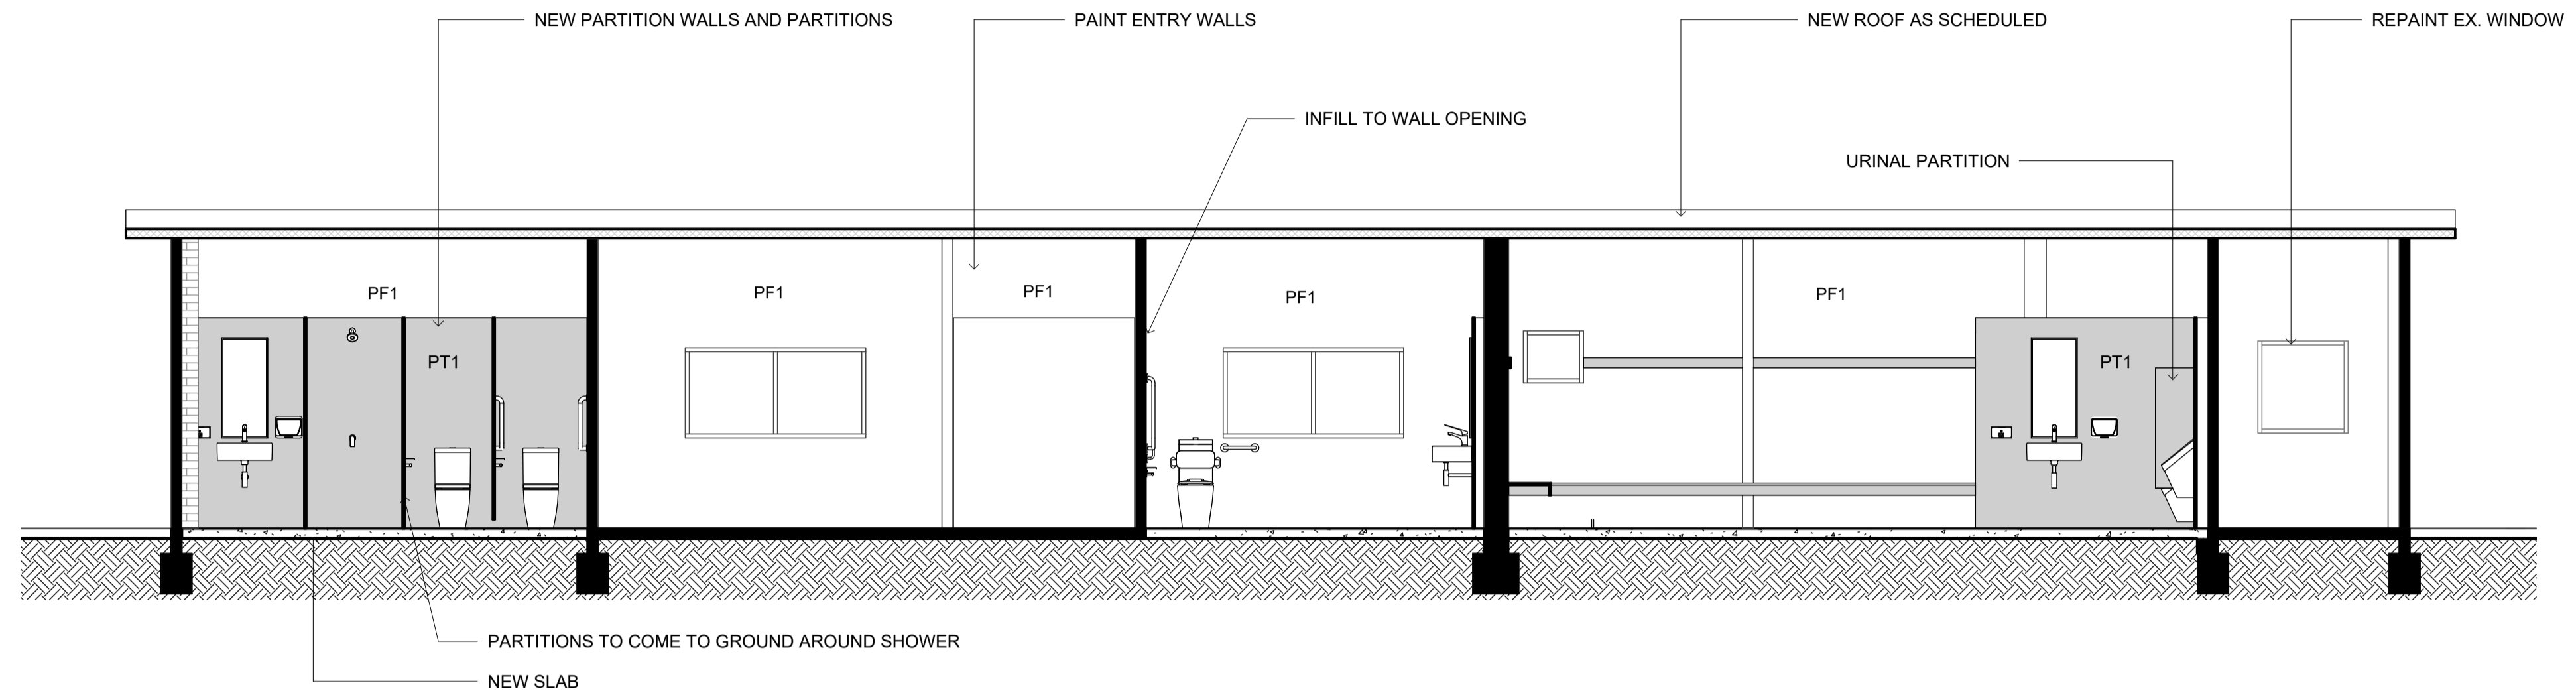 NEW PARTITION WALLS AND PARTITIONS
PAINT ENTRY WALLS
NEW ROOF AS SCHEDULED
REPAINT EX. WINDOW
INFILL TO WALL OPENING
URINAL PARTITION
PF1
PF1
PF1
PF1
PF1
PT1
PT1
PARTITIONS TO COME TO GROUND AROUND SHOWER
NEW SLAB